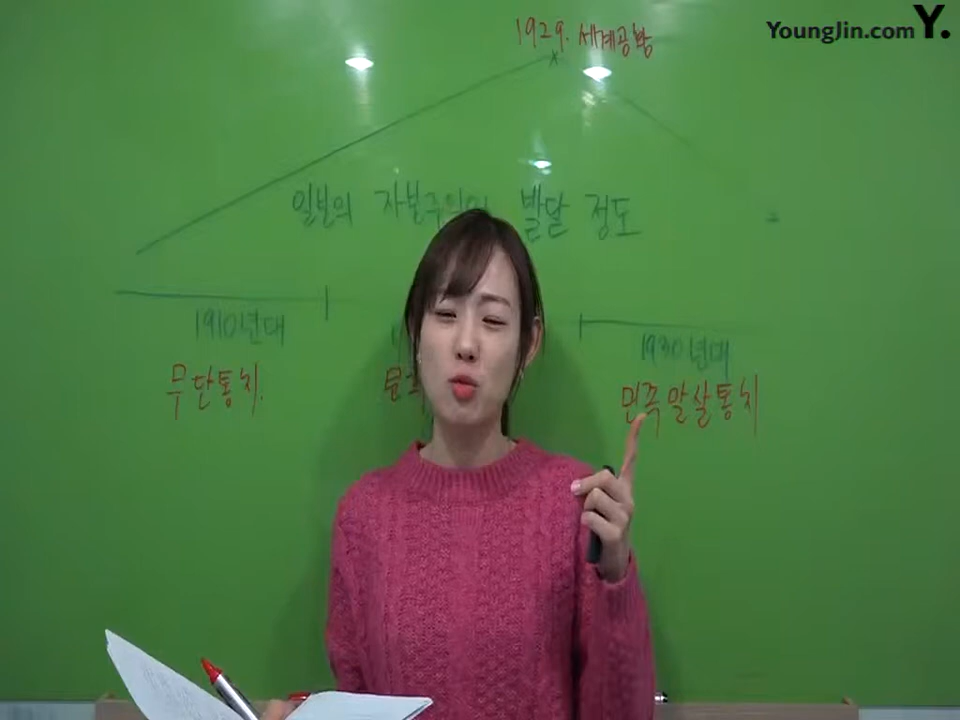 YoungJin.com Y.
1929. 세계공황
일본의 자본주의의 발달 정도
1910년대
1930년대
무단통치.
민족말살통치